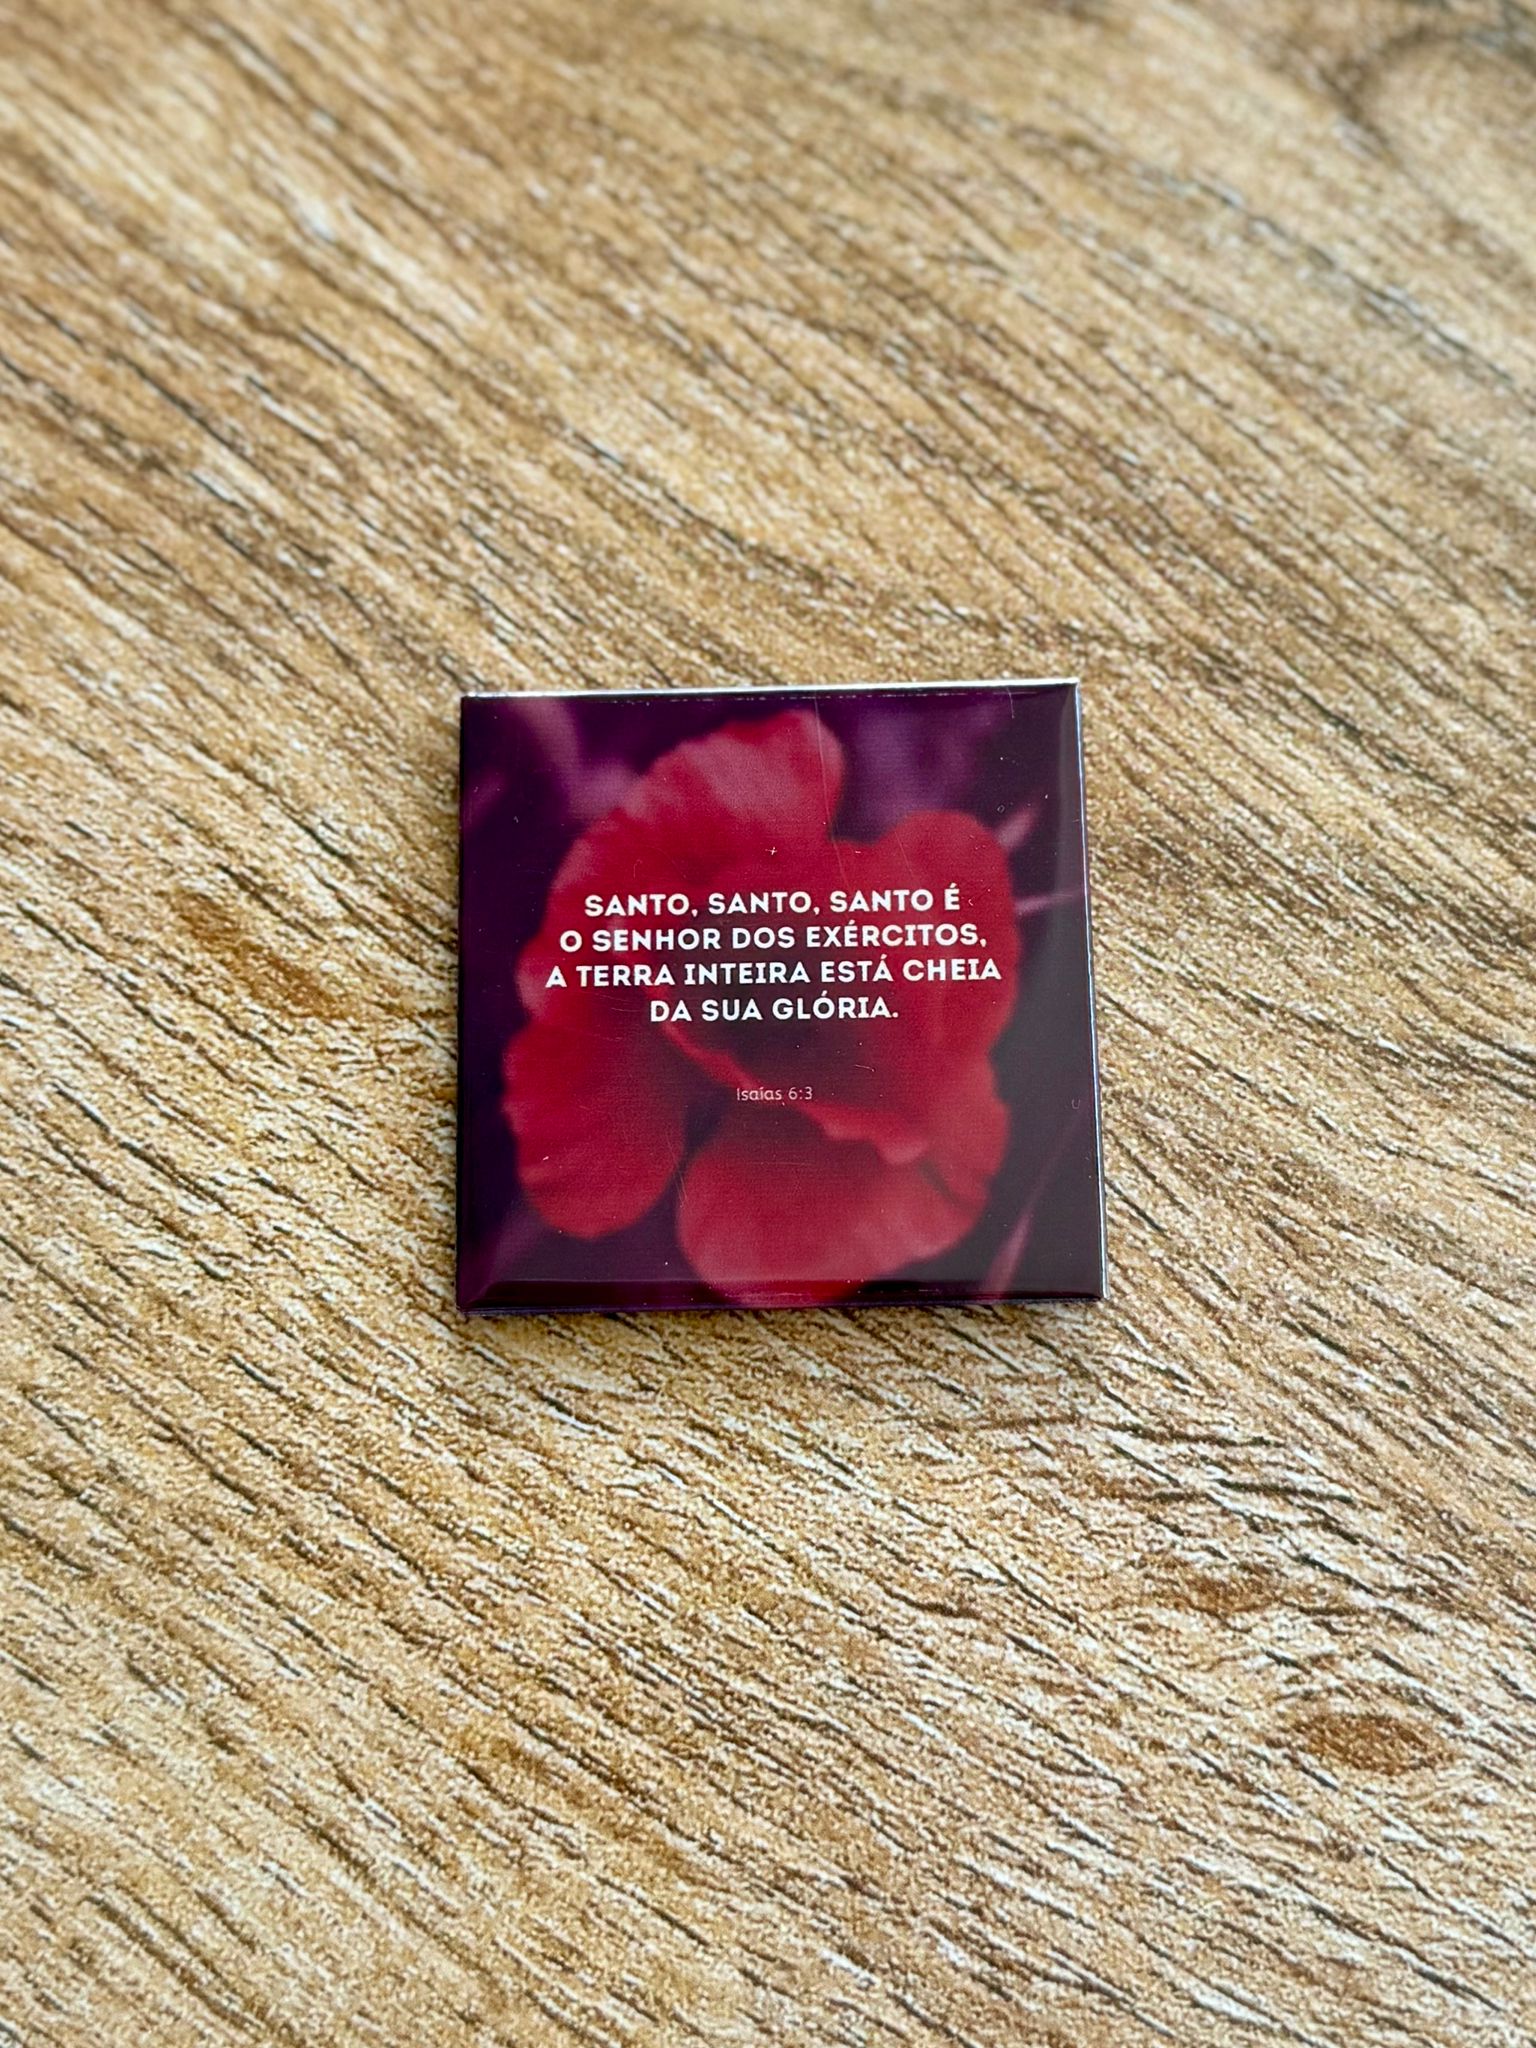 SANTO, SANTO, SANTO É
O SENHOR DOS EXÉRCITOS,
A TERRA INTEIRA ESTÁ CHEIA
DA SUA GLÓRIA.
Isaías 6:3